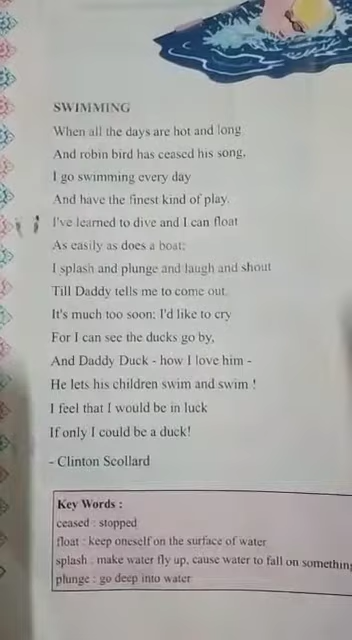 SWIMMING
When all the days are hot and long
And robin bird has ceased his song,
I go swimming every day
And have the finest kind of play.
I've learned to dive and I can float
As easily as does a boat;
I splash and plunge and laugh and shout
Till Daddy tells me to come out.
It's much too soon; I'd like to cry
For I can see the ducks go by,
And Daddy Duck - how I love him -
He lets his children swim and swim !
I feel that I would be in luck
If only I could be a duck!
- Clinton Scollard
Key Words :
ceased : stopped
float : keep oneself on the surface of water
splash : make water fly up, cause water to fall on something
plunge : go deep into water